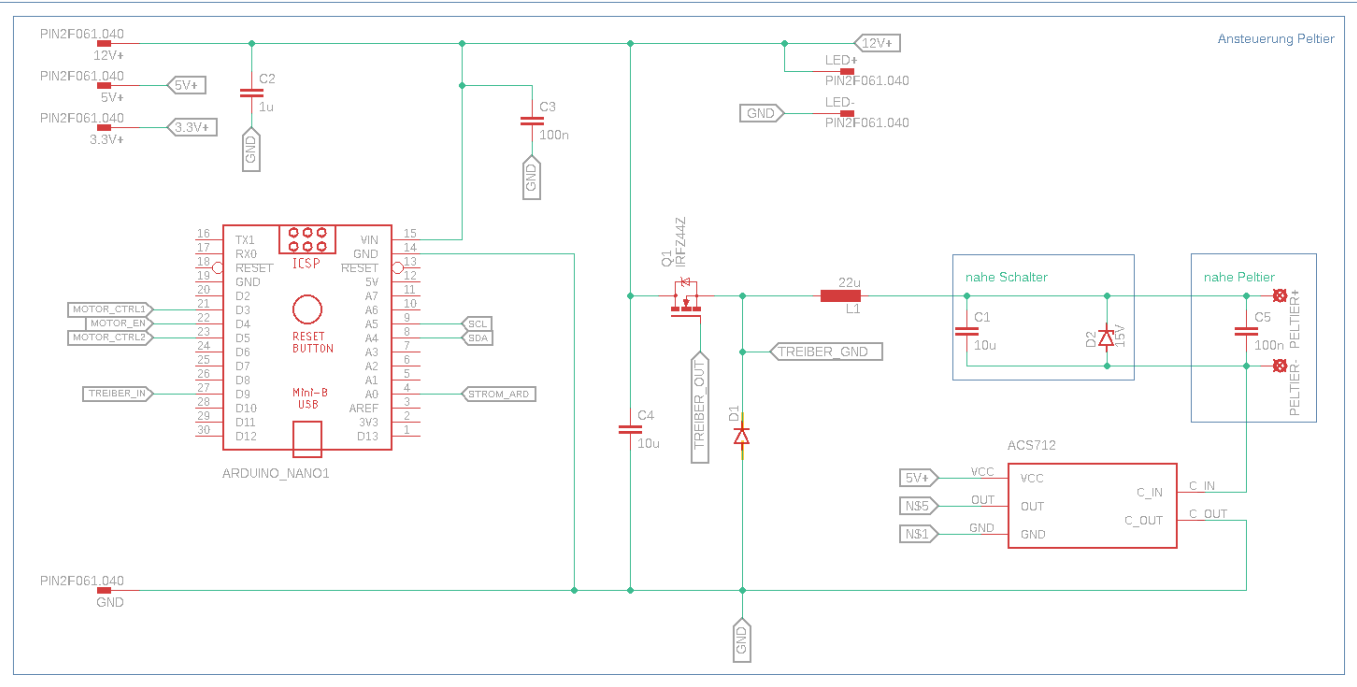 Ansteuerung Peltier
PIN2F061.040
12V+
PIN2F061.040
5V+
5V+
PIN2F061.040
3.3V+
3.3V+
C2
1u
GND
C3
100n
GND
12V+
LED+
PIN2F061.040
LED-
GND
PIN2F061.040
16 TX1
17 RX0
18 RESET
19 GND
20 D2
MOTOR_CTRL1 21 D3
MOTOR_EN 22 D4
MOTOR_CTRL2 23 D5
24 D6
25 D7
26 D8
TREIBER_IN 27 D9
28 D10
29 D11
30 D12
ICSP
RESET
BUTTON
Mini-B
USB
VIN 15
GND 14
RESET 13
5V 12
A7 11
A6 10
A5 9 SCL
A4 8 SDA
A3 7
A2 6
A1 5
A0 4 STROM_ARD
AREF 3
3V3 2
D13 1
ARDUINO_NANO1
Q1
IRFZ44Z
TREIBER_OUT
C4
10u
D1
TREIBER_GND
22u
L1
nahe Schalter
C1
10u
D2
15V
nahe Peltier
C5
100n
PELTIER+
PELTIER-
ACS712
5V+ VCC VCC
N$5 OUT OUT
N$1 GND GND
C_IN C_IN
C_OUT C_OUT
PIN2F061.040
GND
GND